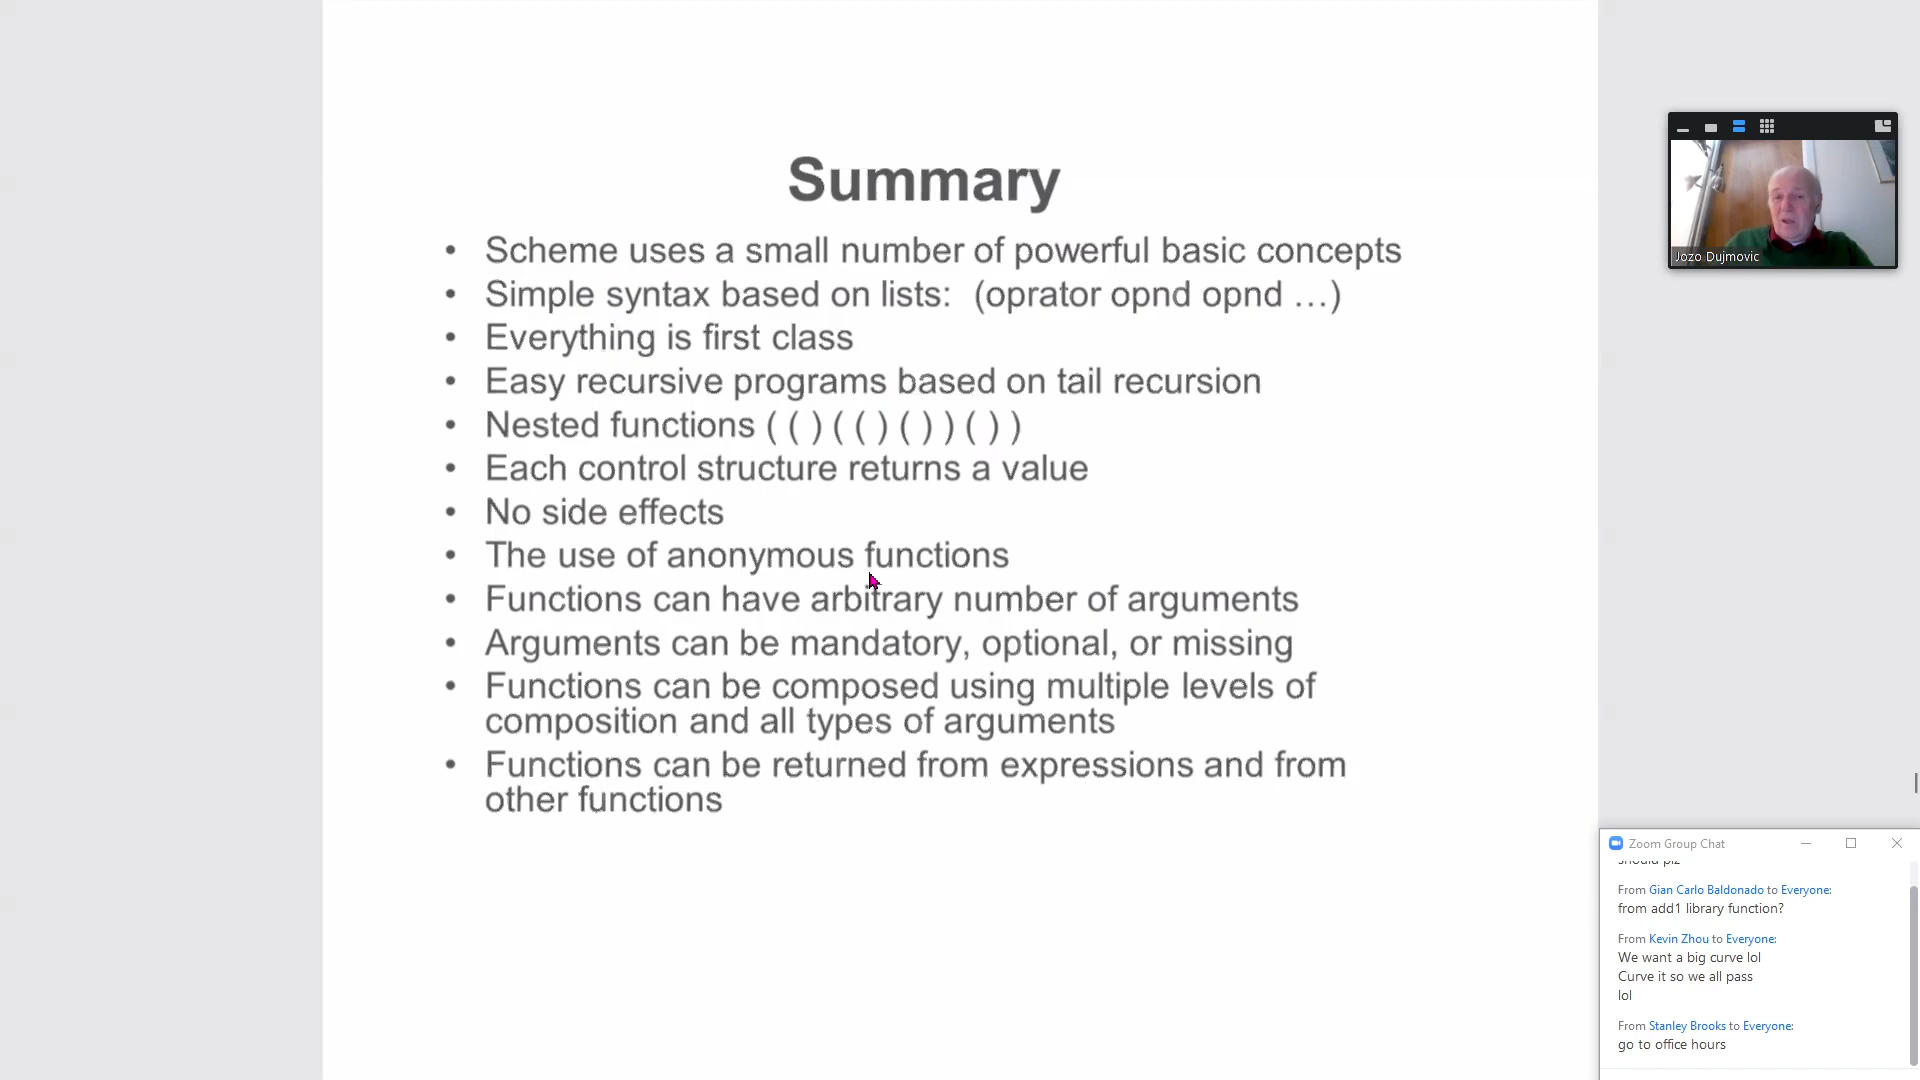 Summary
• Scheme uses a small number of powerful basic concepts
• Simple syntax based on lists: (oprator opnd opnd …)
• Everything is first class
• Easy recursive programs based on tail recursion
• Nested functions ( ( ) ( ( ) ( ) ) ( ) )
• Each control structure returns a value
• No side effects
• The use of anonymous functions
• Functions can have arbitrary number of arguments
• Arguments can be mandatory, optional, or missing
• Functions can be composed using multiple levels of
composition and all types of arguments
• Functions can be returned from expressions and from
other functions
Jozo Dujmovic
Zoom Group Chat
should plz
From Gian Carlo Baldonado to Everyone:
from add1 library function?
From Kevin Zhou to Everyone:
We want a big curve lol
Curve it so we all pass
lol
From Stanley Brooks to Everyone:
go to office hours